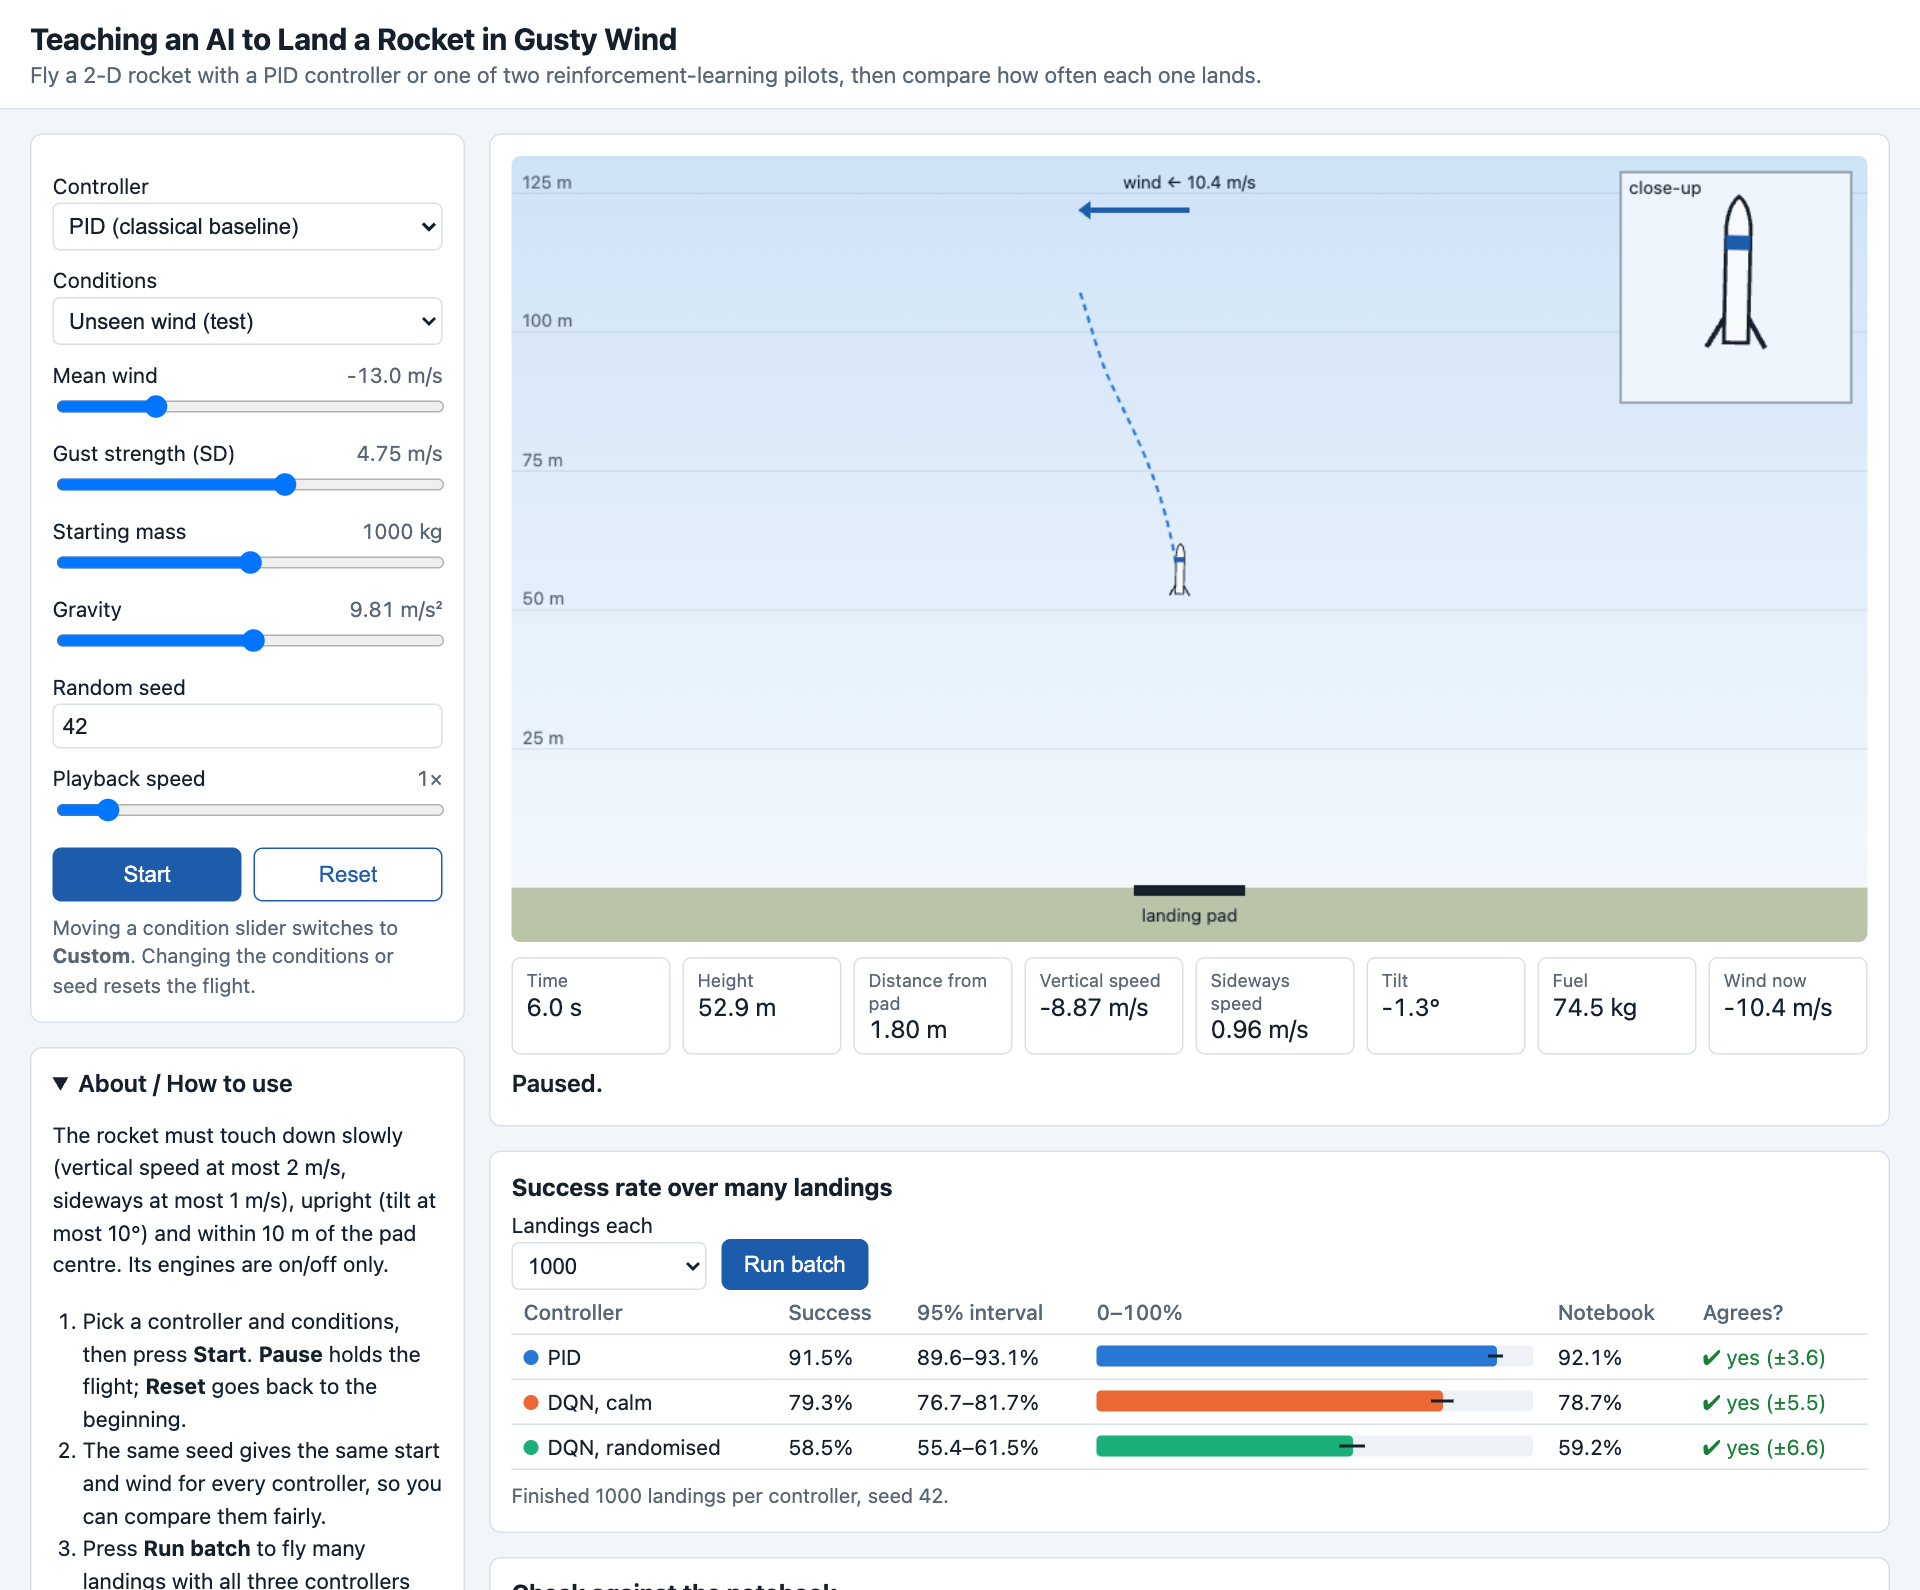 Teaching an AI to Land a Rocket in Gusty Wind
Fly a 2-D rocket with a PID controller or one of two reinforcement-learning pilots, then compare how often each one lands.
Controller
PID (classical baseline)
Conditions
Unseen wind (test)
Mean wind -13.0 m/s
Gust strength (SD) 4.75 m/s
Starting mass 1000 kg
Gravity 9.81 m/s²
Random seed
42
Playback speed 1×
Start Reset
Moving a condition slider switches to
Custom. Changing the conditions or
seed resets the flight.
▼ About / How to use
The rocket must touch down slowly
(vertical speed at most 2 m/s,
sideways at most 1 m/s), upright (tilt at
most 10°) and within 10 m of the pad
centre. Its engines are on/off only.
1. Pick a controller and conditions,
then press Start. Pause holds the
flight; Reset goes back to the
beginning.
2. The same seed gives the same start
and wind for every controller, so you
can compare them fairly.
3. Press Run batch to fly many
landings with all three controllers
125 m
wind ← 10.4 m/s
close-up
100 m
75 m
50 m
25 m
landing pad
Time
6.0 s
Height
52.9 m
Distance from
pad
1.80 m
Vertical speed
-8.87 m/s
Sideways
speed
0.96 m/s
Tilt
-1.3°
Fuel
74.5 kg
Wind now
-10.4 m/s
Paused.
Success rate over many landings
Landings each
1000 Run batch
Controller Success 95% interval 0–100% Notebook Agrees?
PID 91.5% 89.6–93.1% 92.1% ✔ yes (±3.6)
DQN, calm 79.3% 76.7–81.7% 78.7% ✔ yes (±5.5)
DQN, randomised 58.5% 55.4–61.5% 59.2% ✔ yes (±6.6)
Finished 1000 landings per controller, seed 42.
Check against the notebook